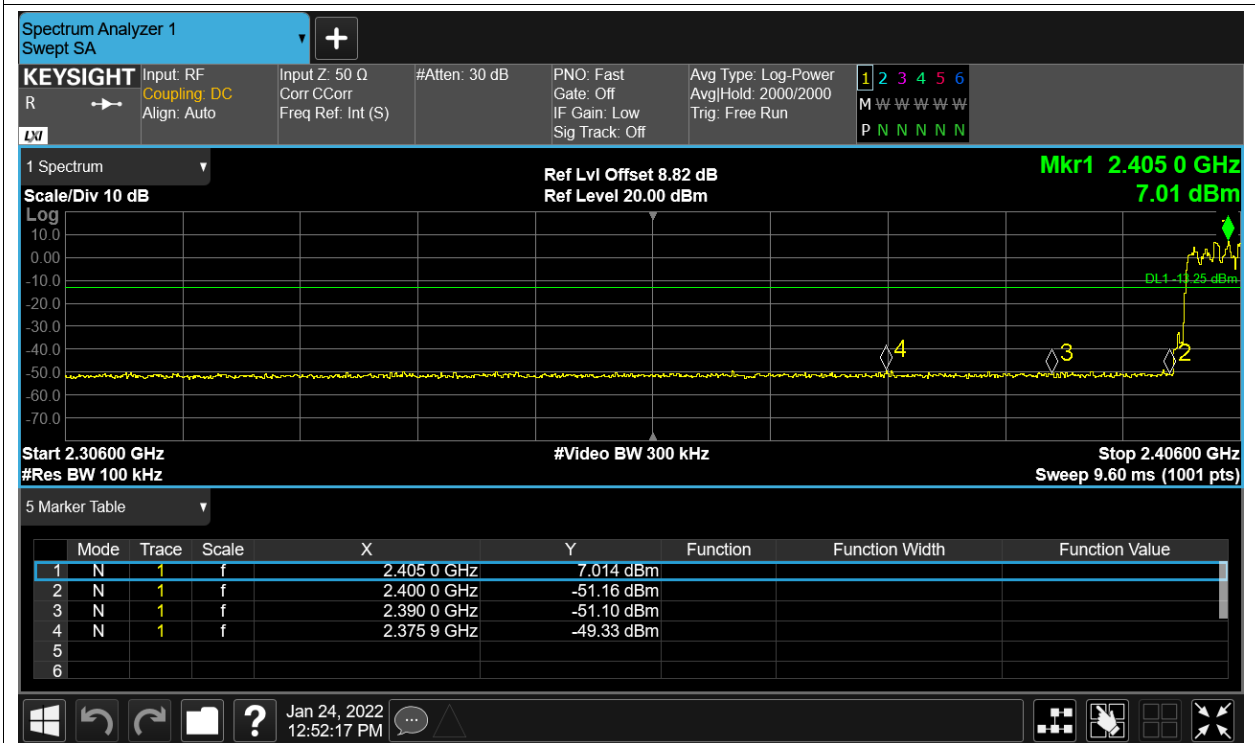 Spectrum Analyzer 1
Swept SA
KEYSIGHT Input: RF Input Z: 50 Ω #Atten: 30 dB PNO: Fast Avg Type: Log-Power 1 2 3 4 5 6
R Coupling: DC Corr CCorr Gate: Off Avg|Hold: 2000/2000 M W W W W W
Align: Auto Freq Ref: Int (S) IF Gain: Low Trig: Free Run
LXI Sig Track: Off P N N N N N
1 Spectrum Ref Lvl Offset 8.82 dB Mkr1 2.405 0 GHz
Scale/Div 10 dB Ref Level 20.00 dBm 7.01 dBm
Log
10.0
0.00
-10.0 DL1 -13.25 dBm
-20.0
-30.0
-40.0 4 3 2
-50.0
-60.0
-70.0
Start 2.30600 GHz #Video BW 300 kHz Stop 2.40600 GHz
#Res BW 100 kHz Sweep 9.60 ms (1001 pts)
5 Marker Table
Mode Trace Scale X Y Function Function Width Function Value
1 N 1 f 2.405 0 GHz 7.014 dBm
2 N 1 f 2.400 0 GHz -51.16 dBm
3 N 1 f 2.390 0 GHz -51.10 dBm
4 N 1 f 2.375 9 GHz -49.33 dBm
5
6
? Jan 24, 2022
12:52:17 PM